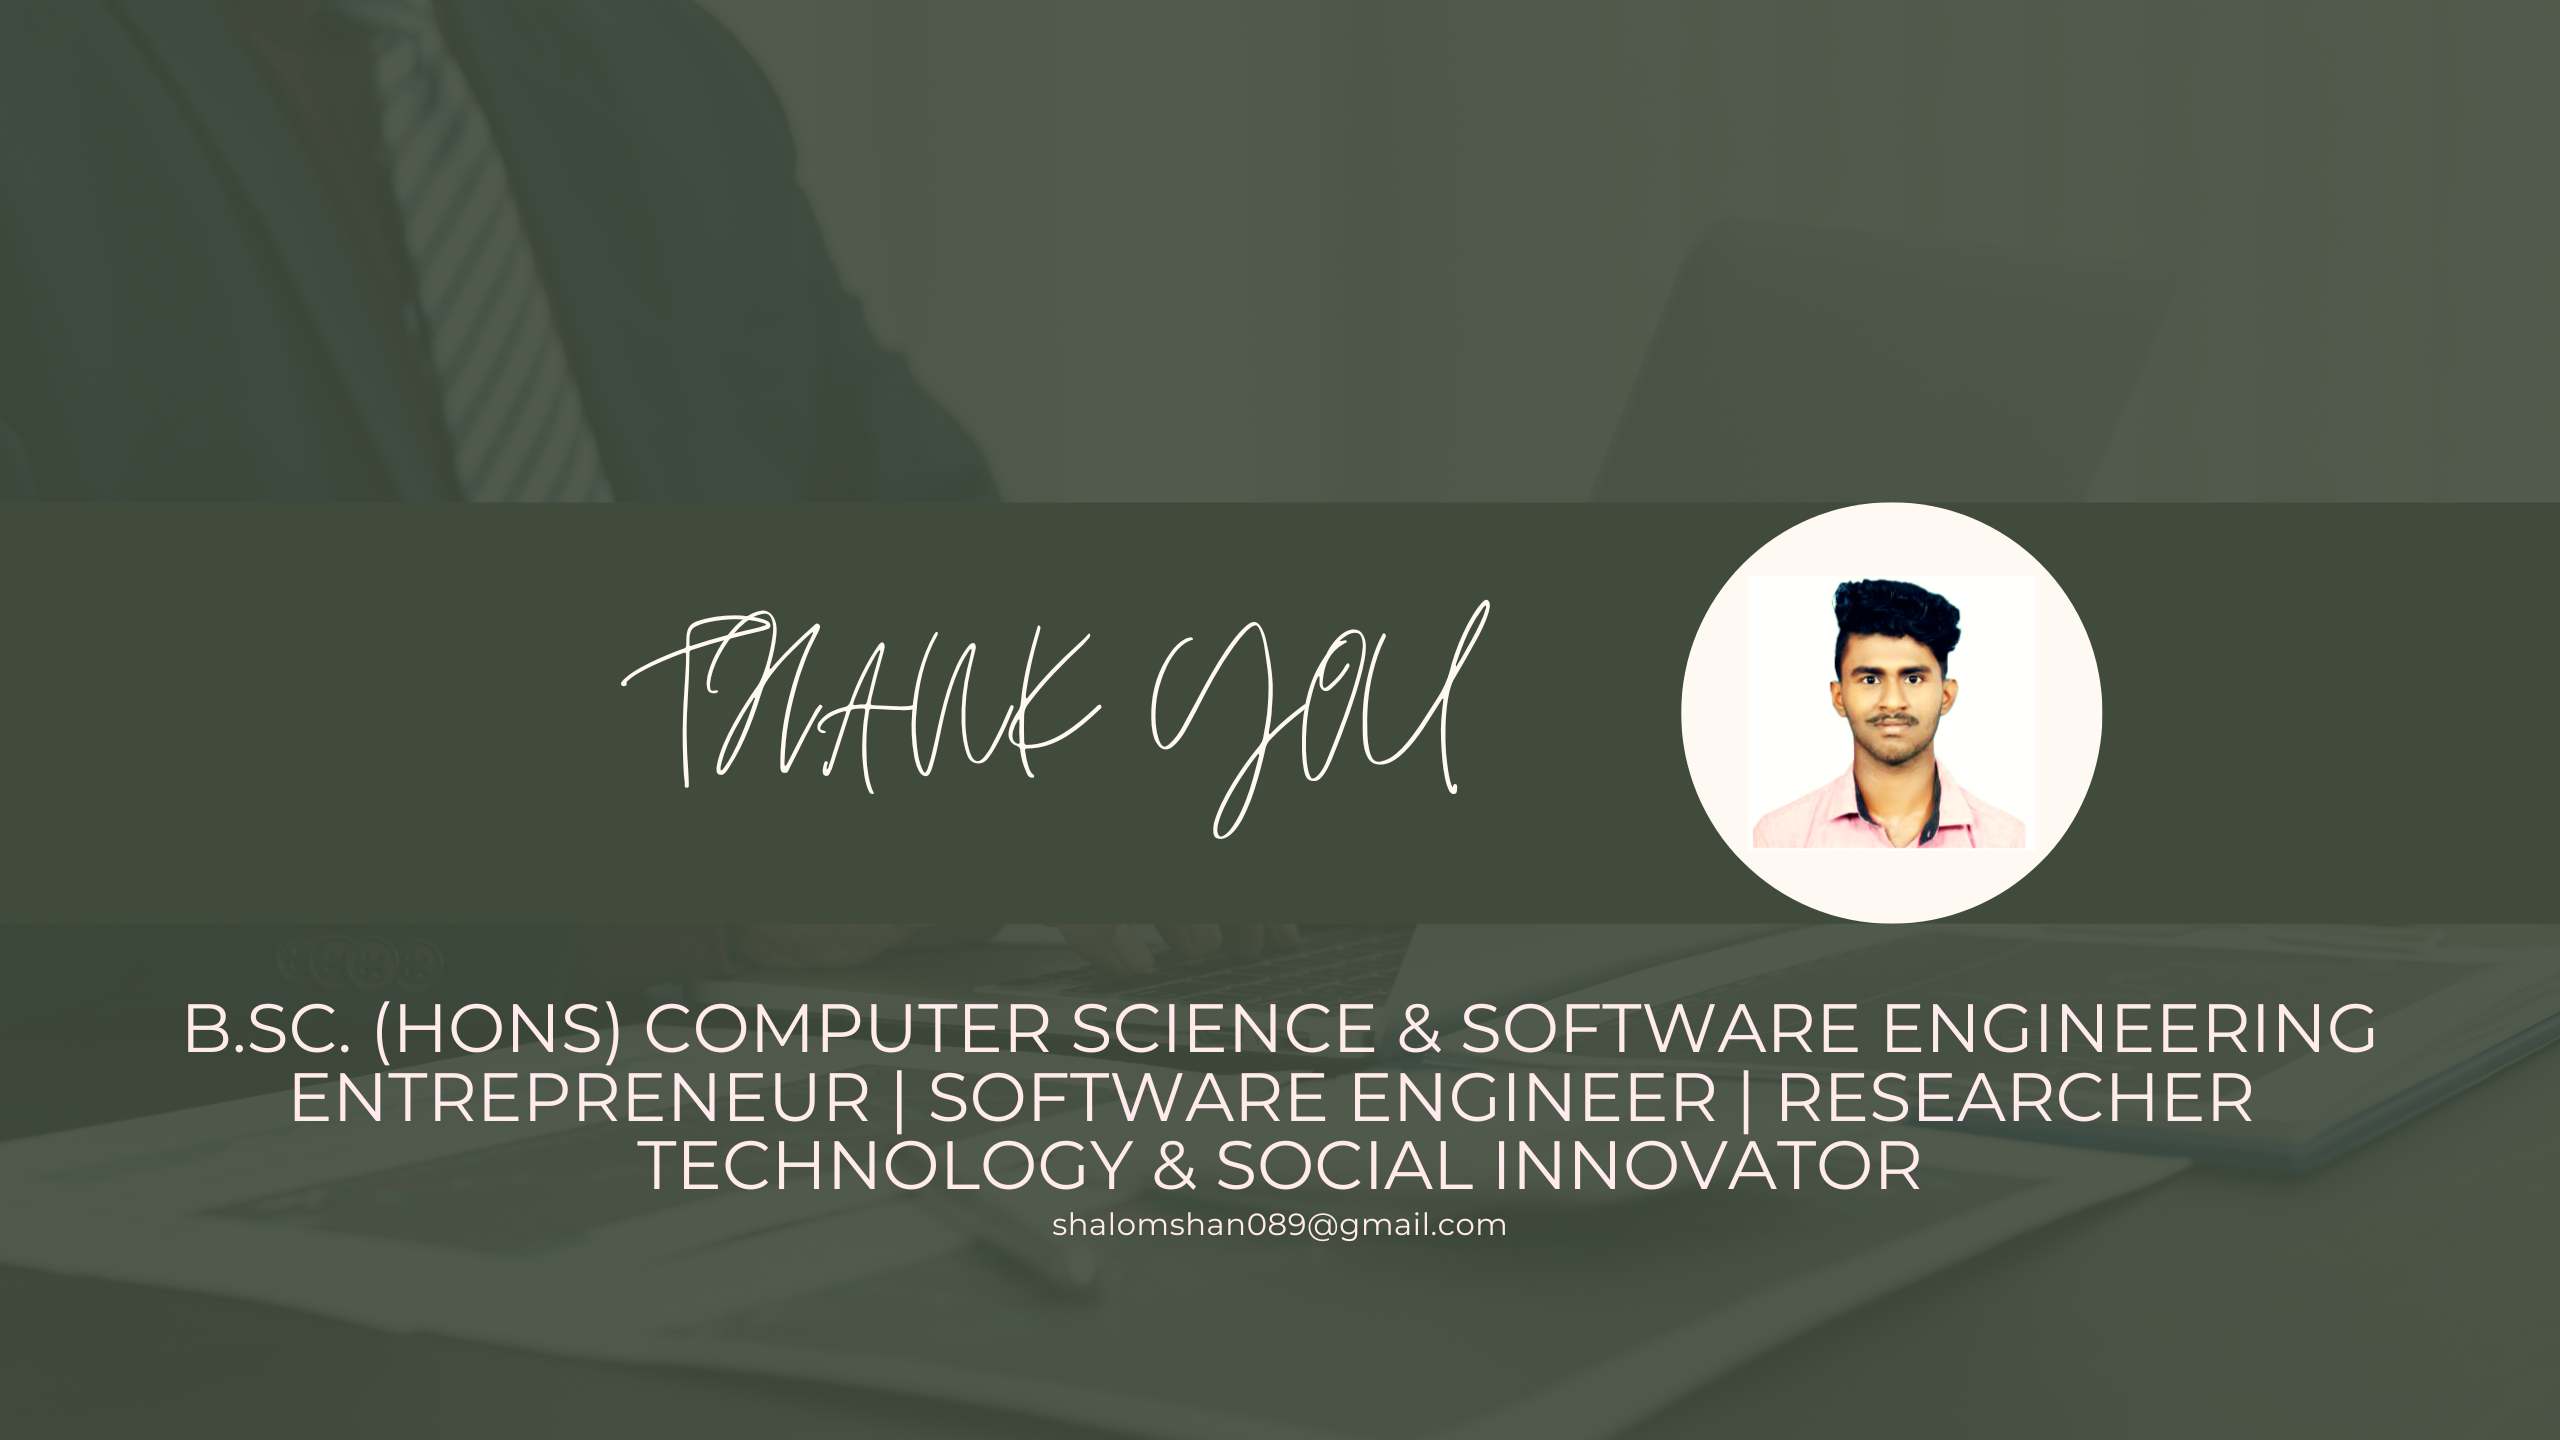 THANK YOU
B.SC. (HONS) COMPUTER SCIENCE & SOFTWARE ENGINEERING
ENTREPRENEUR | SOFTWARE ENGINEER | RESEARCHER
TECHNOLOGY & SOCIAL INNOVATOR
shalomshan089@gmail.com